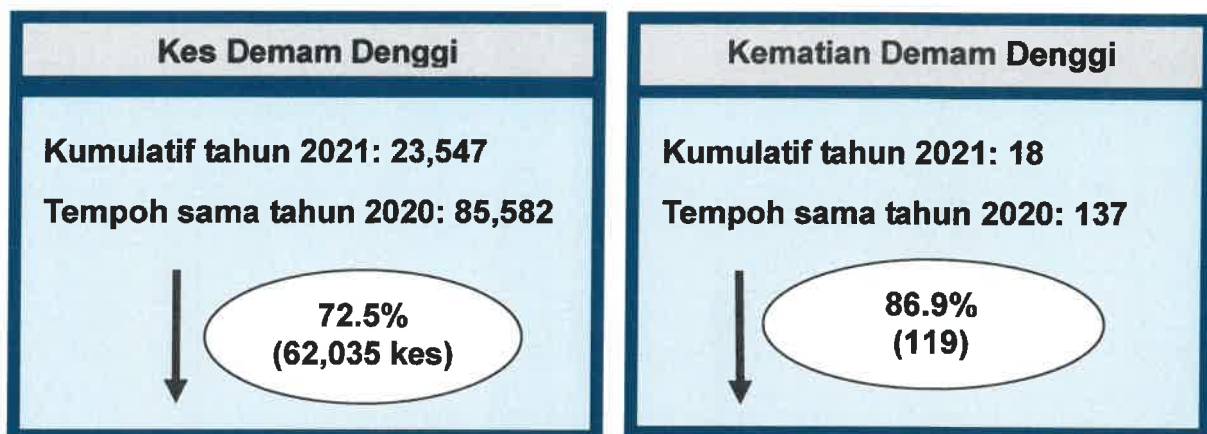 Kes Demam Denggi
Kumulatif tahun 2021: 23,547
Tempoh sama tahun 2020: 85,582
72.5%
(62,035 kes)
Kematian Demam Denggi
Kumulatif tahun 2021: 18
Tempoh sama tahun 2020: 137
86.9%
(119)